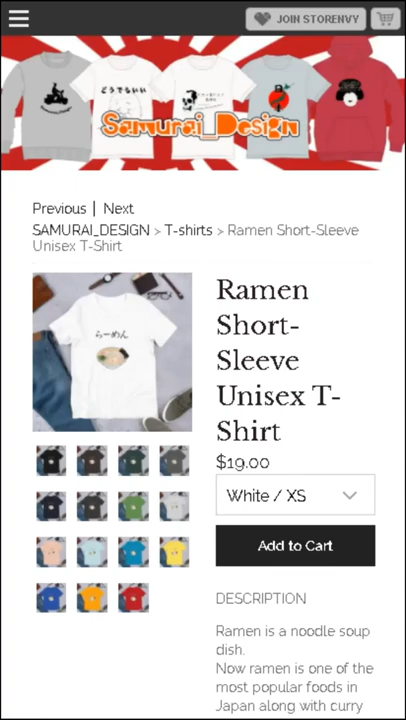 JOIN STORENVY
どうでもいい
Samurai_Design
Previous | Next
SAMURAI_DESIGN > T-shirts > Ramen Short-Sleeve
Unisex T-Shirt
らーめん
Ramen
Short-
Sleeve
Unisex T-
Shirt
$19.00
White / XS
Add to Cart
DESCRIPTION
Ramen is a noodle soup
dish.
Now ramen is one of the
most popular foods in
Japan along with curry